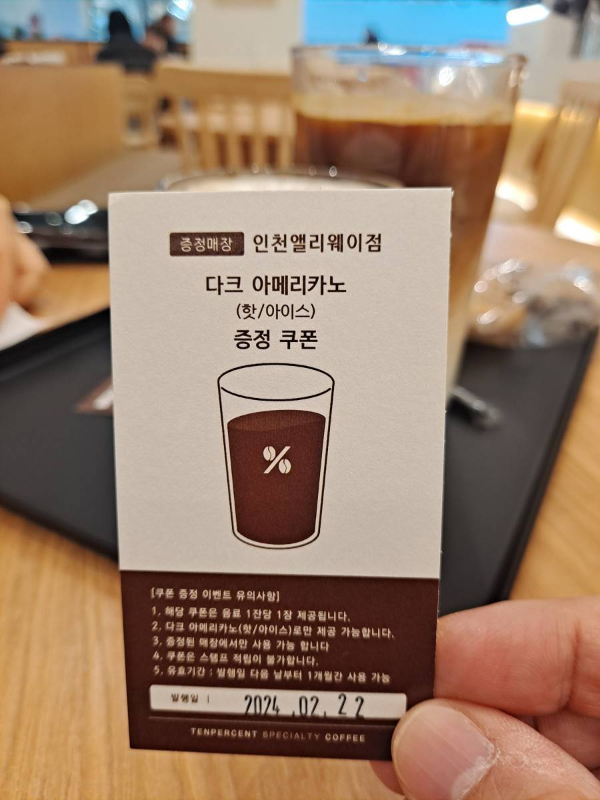 증정매장 인천앨리웨이점
다크 아메리카노
(핫/아이스)
증정 쿠폰
%
[쿠폰 증정 이벤트 유의사항]
1. 해당 쿠폰은 음료 1잔당 1장 제공됩니다.
2. 다크 아메리카노(핫/아이스)로만 제공 가능합니다.
3. 증정된 매장에서만 사용 가능 합니다
4. 쿠폰은 스탬프 적립이 불가합니다.
5. 유효기간 : 발행일 다음 날부터 1개월간 사용 가능
발행일 | 2024 .02. 22
TENPERCENT SPECIALTY COFFEE